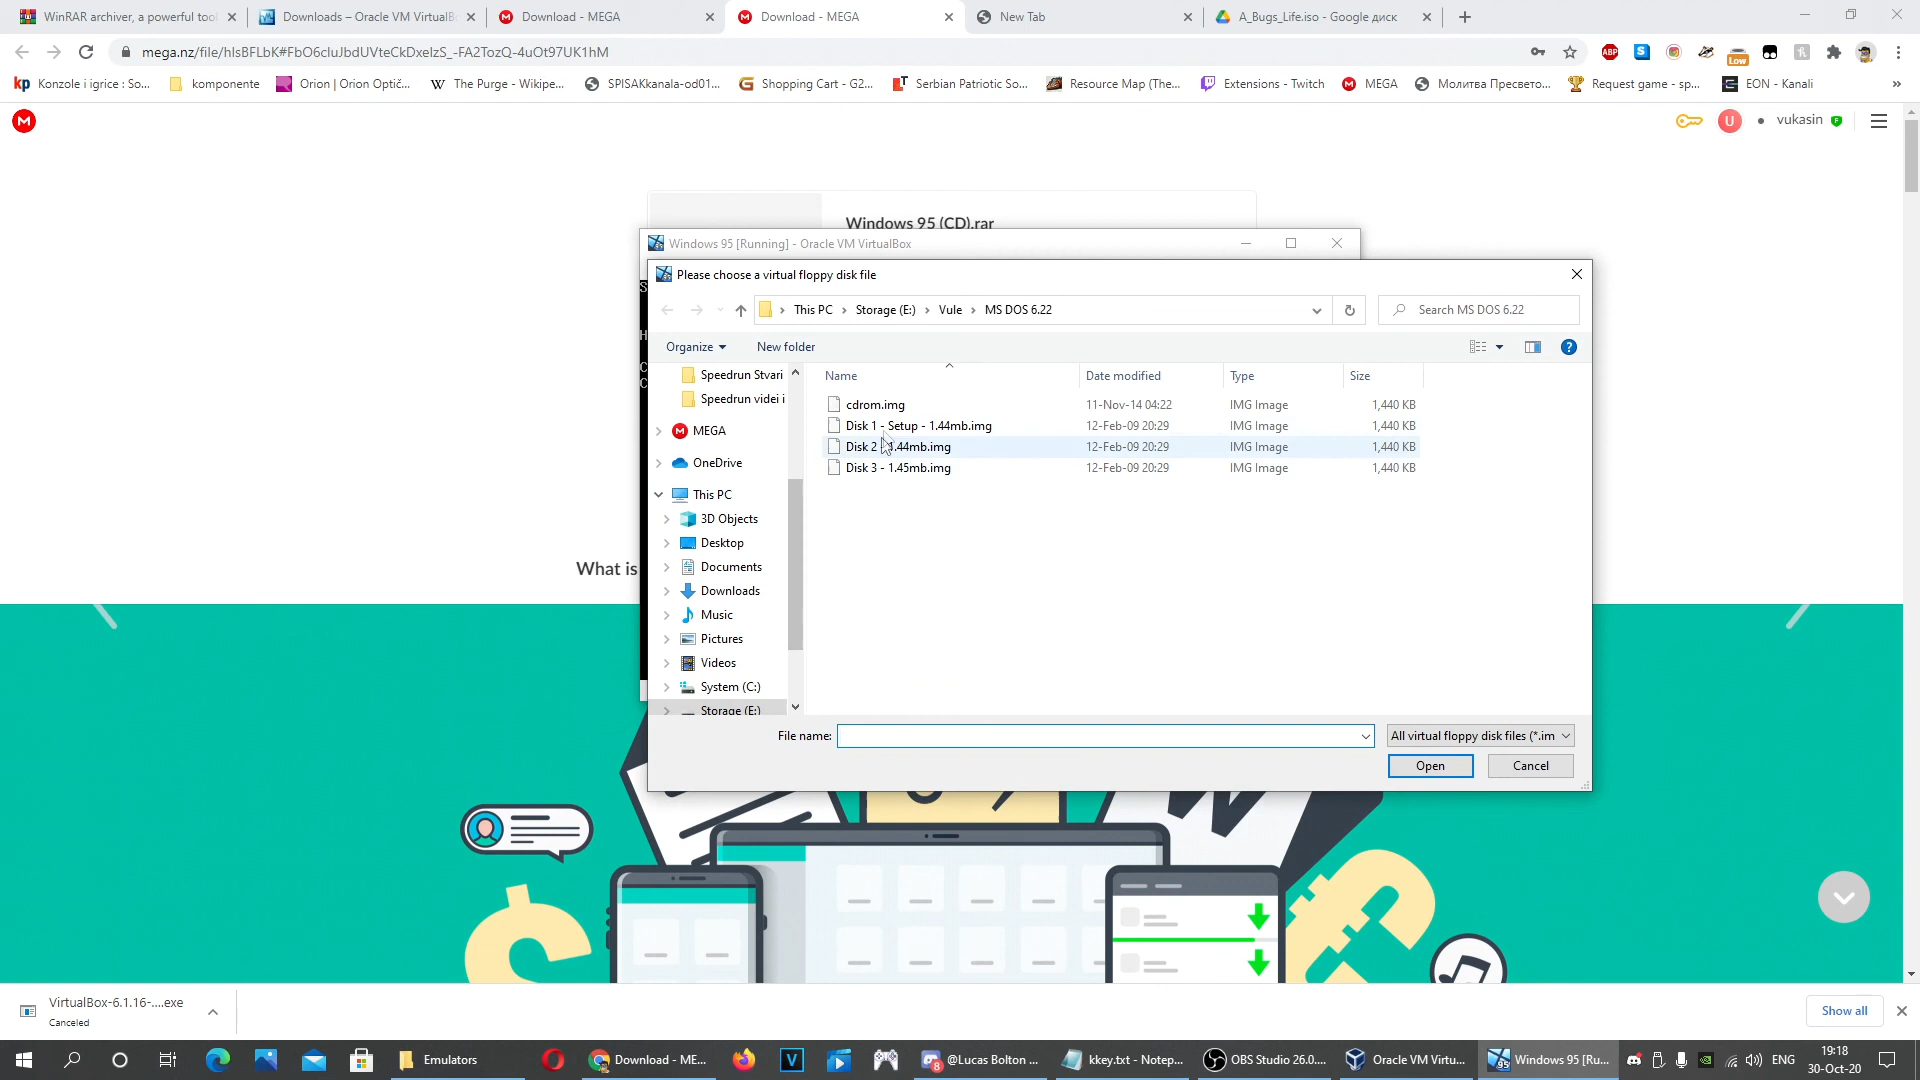 WinRAR archiver, a powerful tool
Downloads – Oracle VM VirtualB
Download - MEGA
Download - MEGA
New Tab
A_Bugs_Life.iso - Google диск
mega.nz/file/hlsBFLbK#FbO6cIuJbdUVteCkDxeIzS_-FA2TozQ-4uOt97UK1hM
ABP
Low
Konzole i igrice : So...
komponente
Orion | Orion Optič...
The Purge - Wikipe...
SPISAKkanala-od01...
Shopping Cart - G2...
Serbian Patriotic So...
Resource Map (The...
Extensions - Twitch
MEGA
Молитва Пресвето...
Request game - sp...
EON - Kanali
»
M
U
vukasin
Windows 95 (CD).rar
Windows 95 [Running] - Oracle VM VirtualBox
Please choose a virtual floppy disk file
This PC > Storage (E:) > Vule > MS DOS 6.22
Search MS DOS 6.22
Organize
New folder
Name
Date modified
Type
Size
cdrom.img 11-Nov-14 04:22 IMG Image 1,440 KB
Disk 1 - Setup - 1.44mb.img 12-Feb-09 20:29 IMG Image 1,440 KB
Disk 2 - 1.44mb.img 12-Feb-09 20:29 IMG Image 1,440 KB
Disk 3 - 1.45mb.img 12-Feb-09 20:29 IMG Image 1,440 KB
Speedrun Stvari
Speedrun videi i
MEGA
OneDrive
This PC
3D Objects
Desktop
Documents
Downloads
Music
Pictures
Videos
System (C:)
Storage (E:)
What is
File name:
All virtual floppy disk files (*.im
Open
Cancel
VirtualBox-6.1.16-....exe
Canceled
Show all
Emulators
Download - ME...
@Lucas Bolton ...
kkey.txt - Notep...
OBS Studio 26.0....
Oracle VM Virtu...
Windows 95 [Ru...
ENG
19:18
30-Oct-20